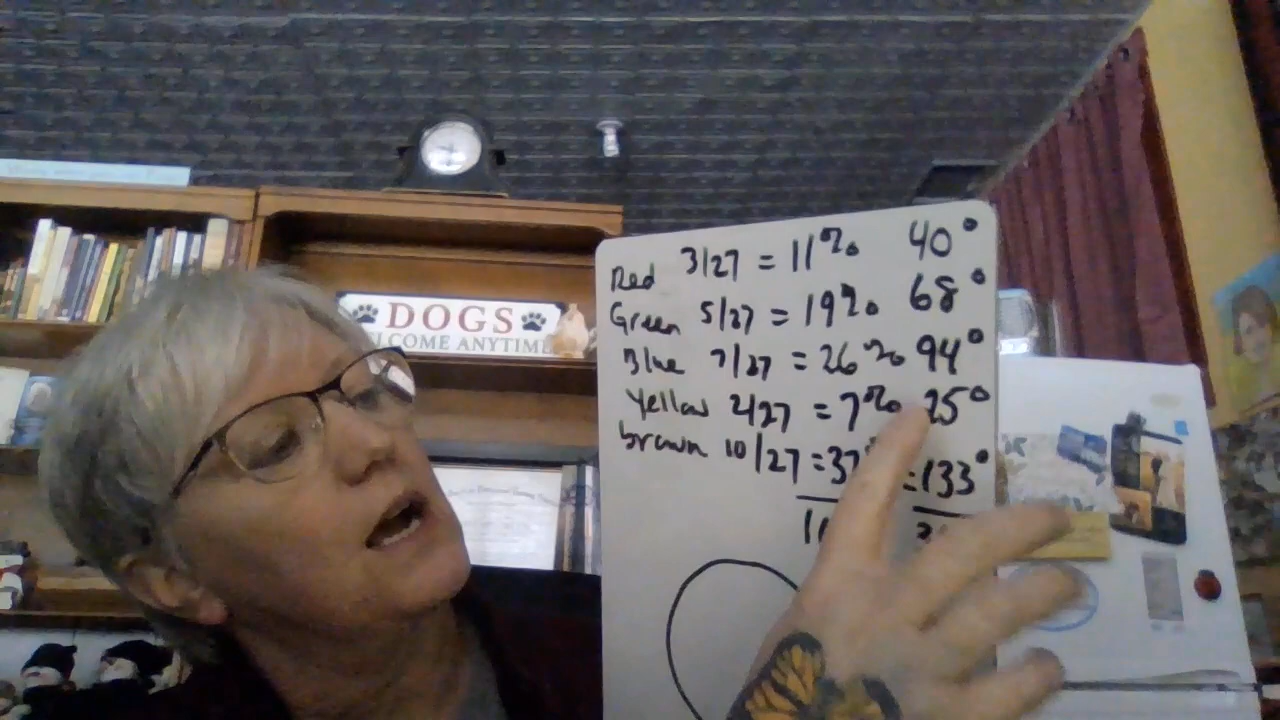 DOGS
COME ANYTIME
Red 3/27 = 11% 40°
Green 5/27 = 19% 68°
Blue 7/27 = 26% 94°
Yellow 2/27 = 7% 25°
brown 10/27 = 37 = 133°